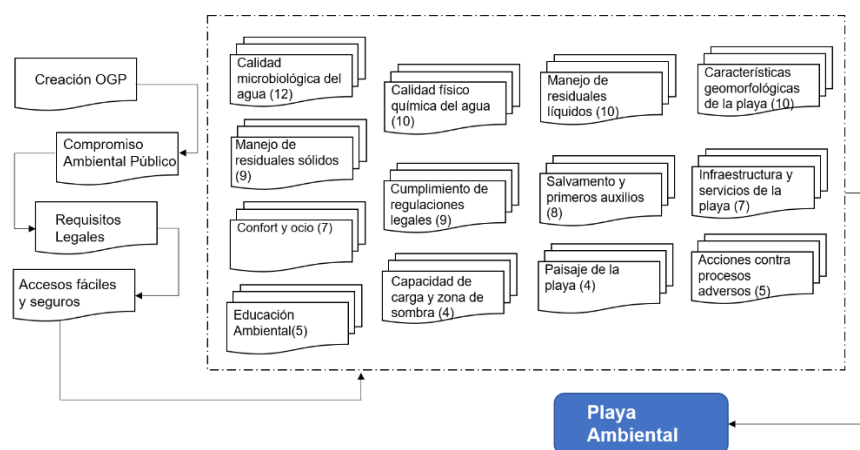 Creación OGP
Compromiso
Ambiental Público
Requisitos
Legales
Accesos fáciles
y seguros
Calidad
microbiológica del
agua (12)
Calidad físico
química del agua
(10)
Manejo de
residuales
líquidos (10)
Características
geomorfológicas
de la playa (10)
Manejo de
residuales sólidos
(9)
Cumplimiento de
regulaciones
legales (9)
Salvamento y
primeros auxilios
(8)
Infraestructura y
servicios de la
playa (7)
Confort y ocio (7)
Capacidad de
carga y zona de
sombra (4)
Paisaje de la
playa (4)
Acciones contra
procesos
adversos (5)
Educación
Ambiental(5)
Playa
Ambiental